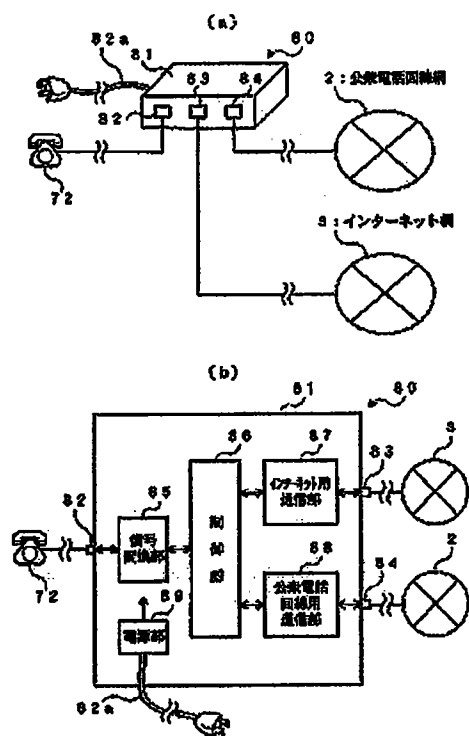 (a)
82a
81
80
83
84
82
72
2:公衆電話回線網
3:インターネット網
(b)
81
80
86
87
83
3
インターネット用
通信部
82
85
信号
変換部
制
御
部
72
88
2
84
公衆電話
回線用
通信部
89
電源部
82a